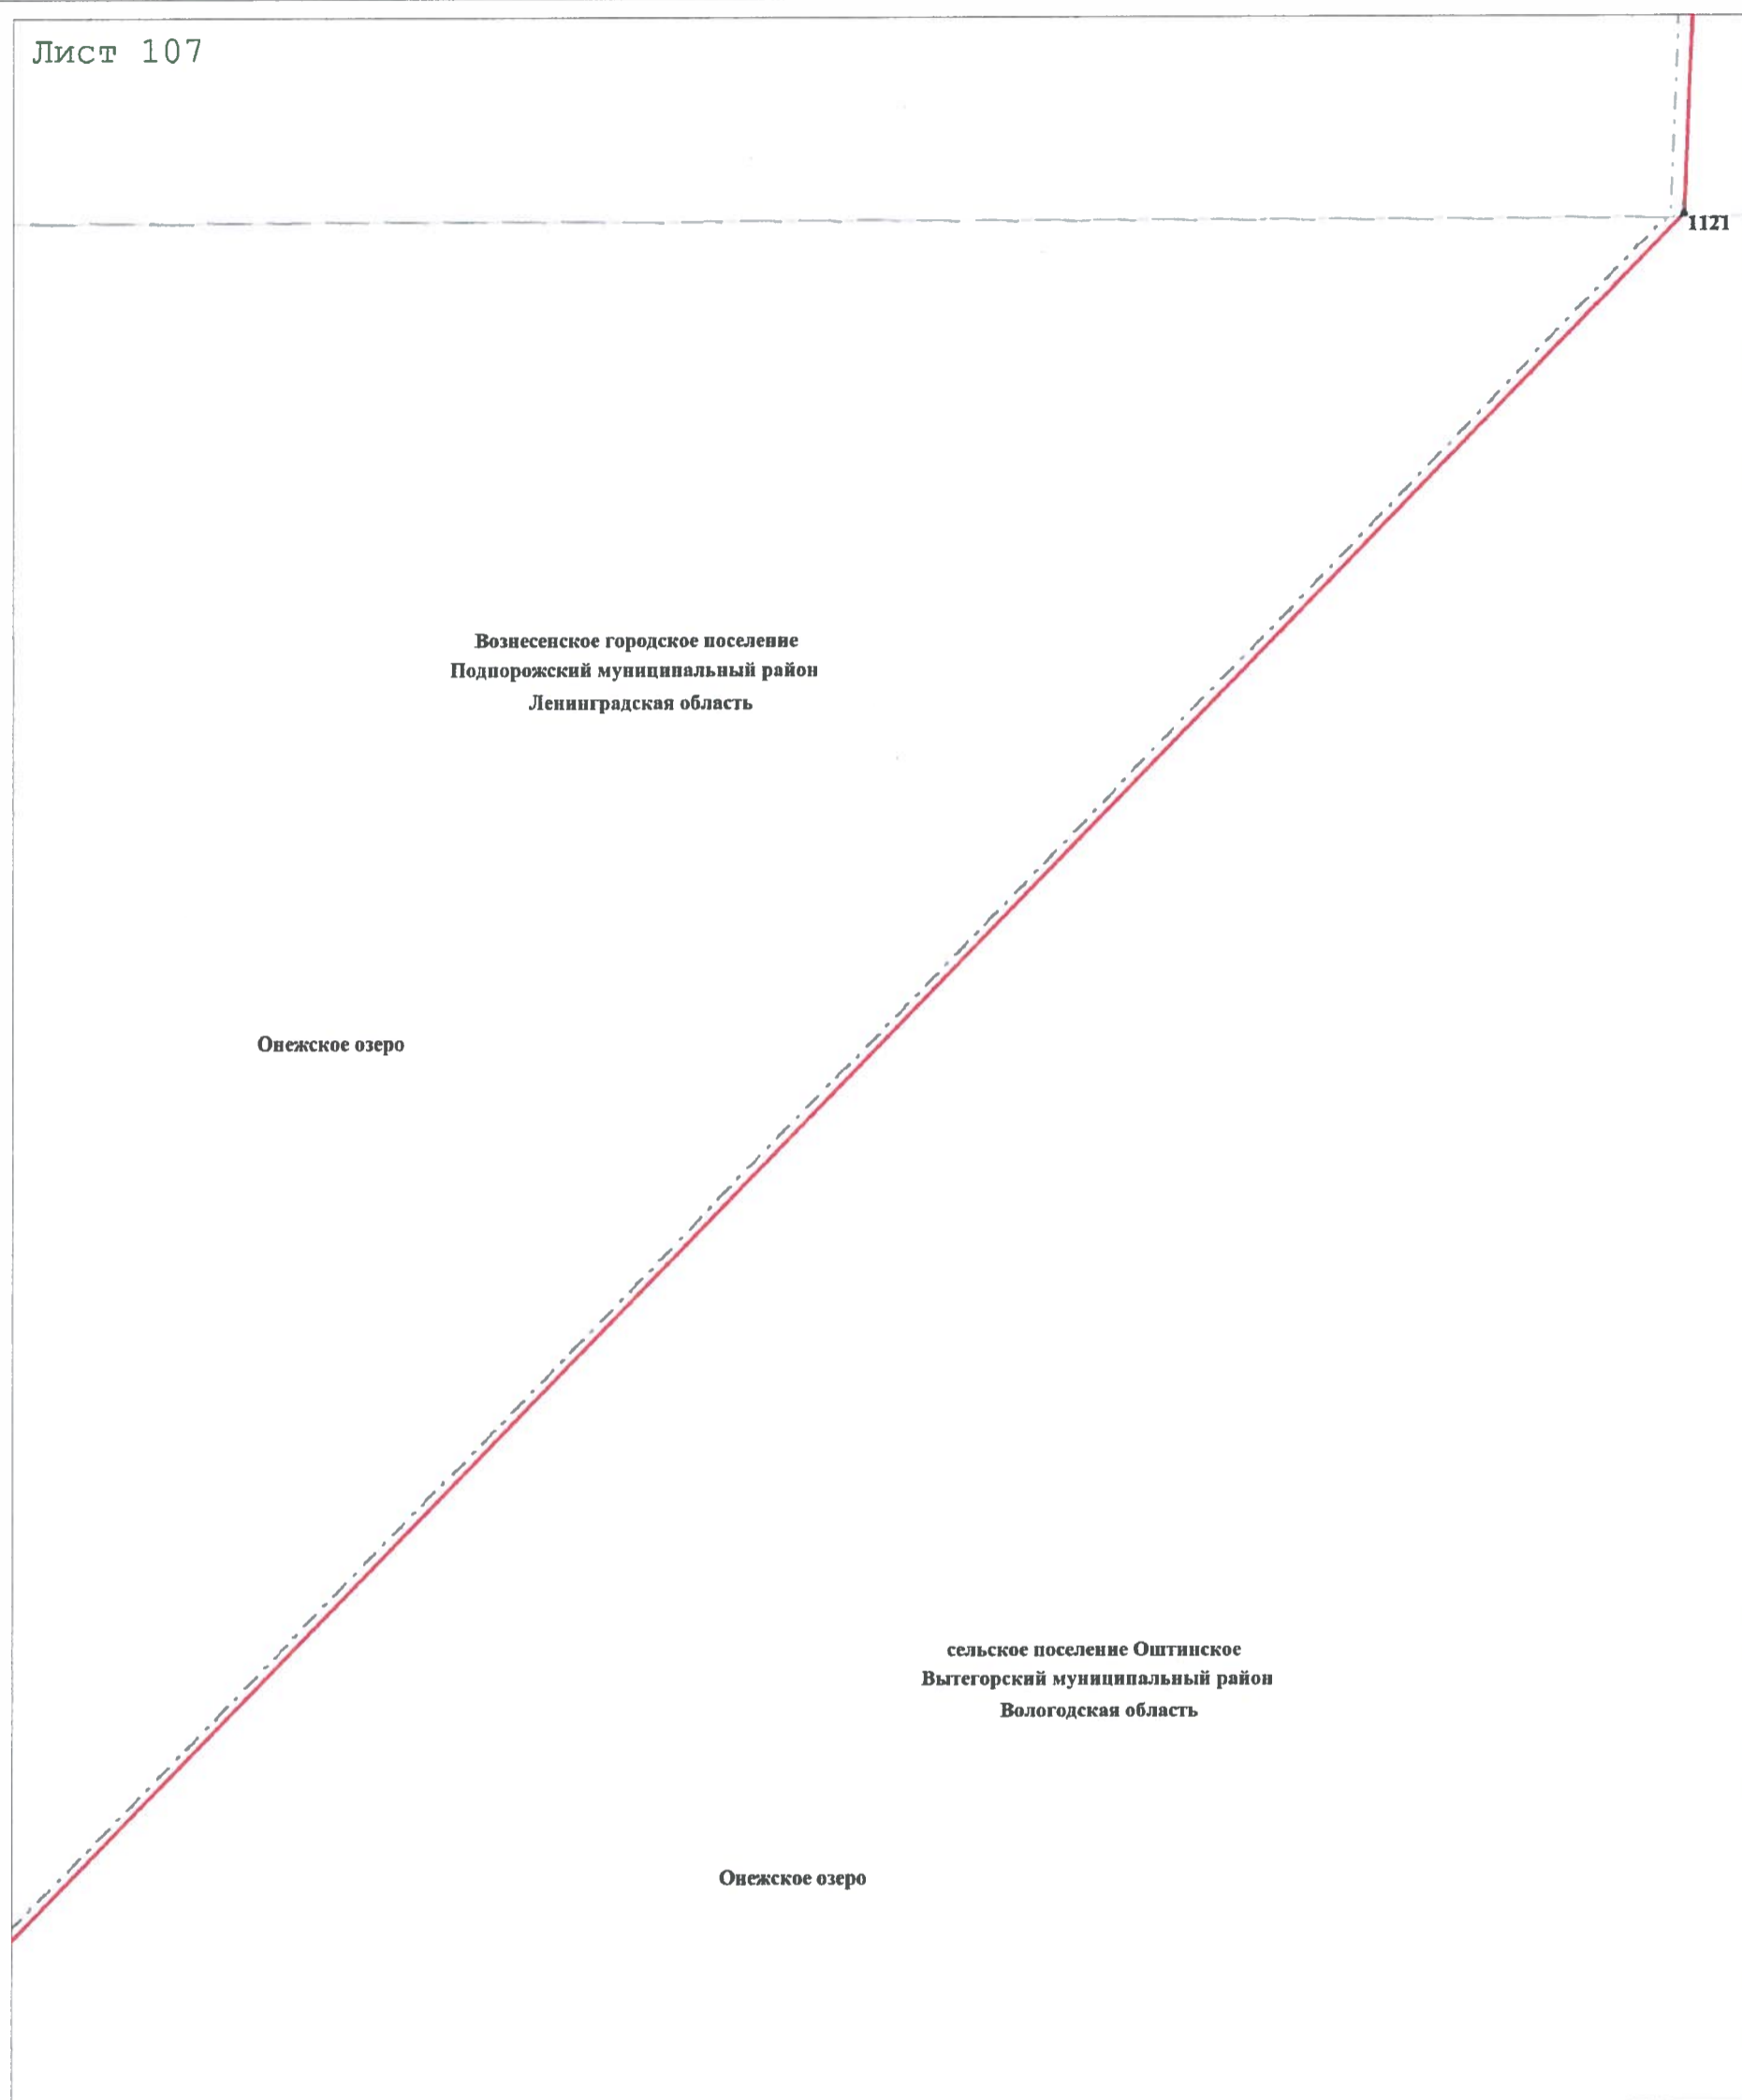 Лист 107
1121
Вознесенское городское поселение
Подпорожский муниципальный район
Ленинградская область
Онежское озеро
сельское поселение Оштинское
Вытегорский муниципальный район
Вологодская область
Онежское озеро